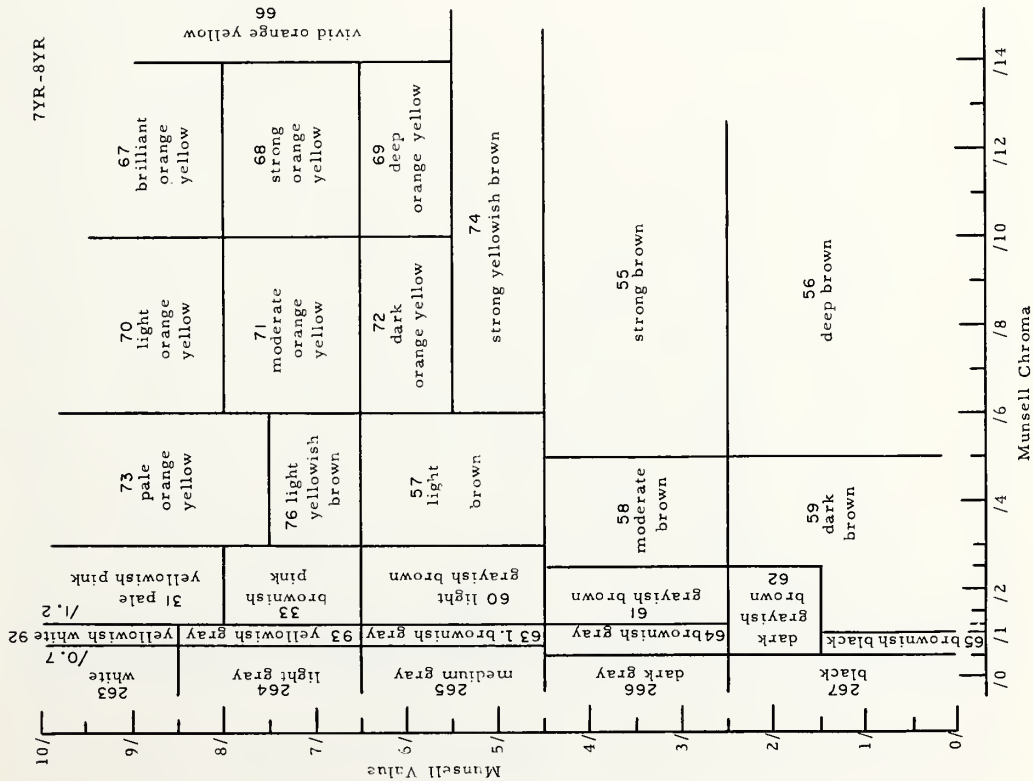 7YR-8YR
66
vivid orange yellow
67
brilliant
orange
yellow
68
strong
orange
yellow
69
deep
orange yellow
70
light
orange
yellow
71
moderate
orange
yellow
72
dark
orange yellow
74
strong yellowish brown
73
pale
orange
yellow
76 light
yellowish
brown
57
light
brown
55
strong brown
56
deep brown
58
moderate
brown
59
dark
brown
31 pale
yellowish pink
33
brownish
pink
60 light
grayish brown
61
grayish brown
62
dark
grayish
brown
/1.2
92 yellowish white
93 yellowish gray
63 l. brownish gray
64 brownish gray
65 brownish black
/0.7
263
white
264
light gray
265
medium gray
266
dark gray
267
black
10/
9/
8/
7/
6/
5/
4/
3/
2/
1/
0/
Munsell Value
/0
/1
/2
/4
/6
/8
/10
/12
/14
Munsell Chroma